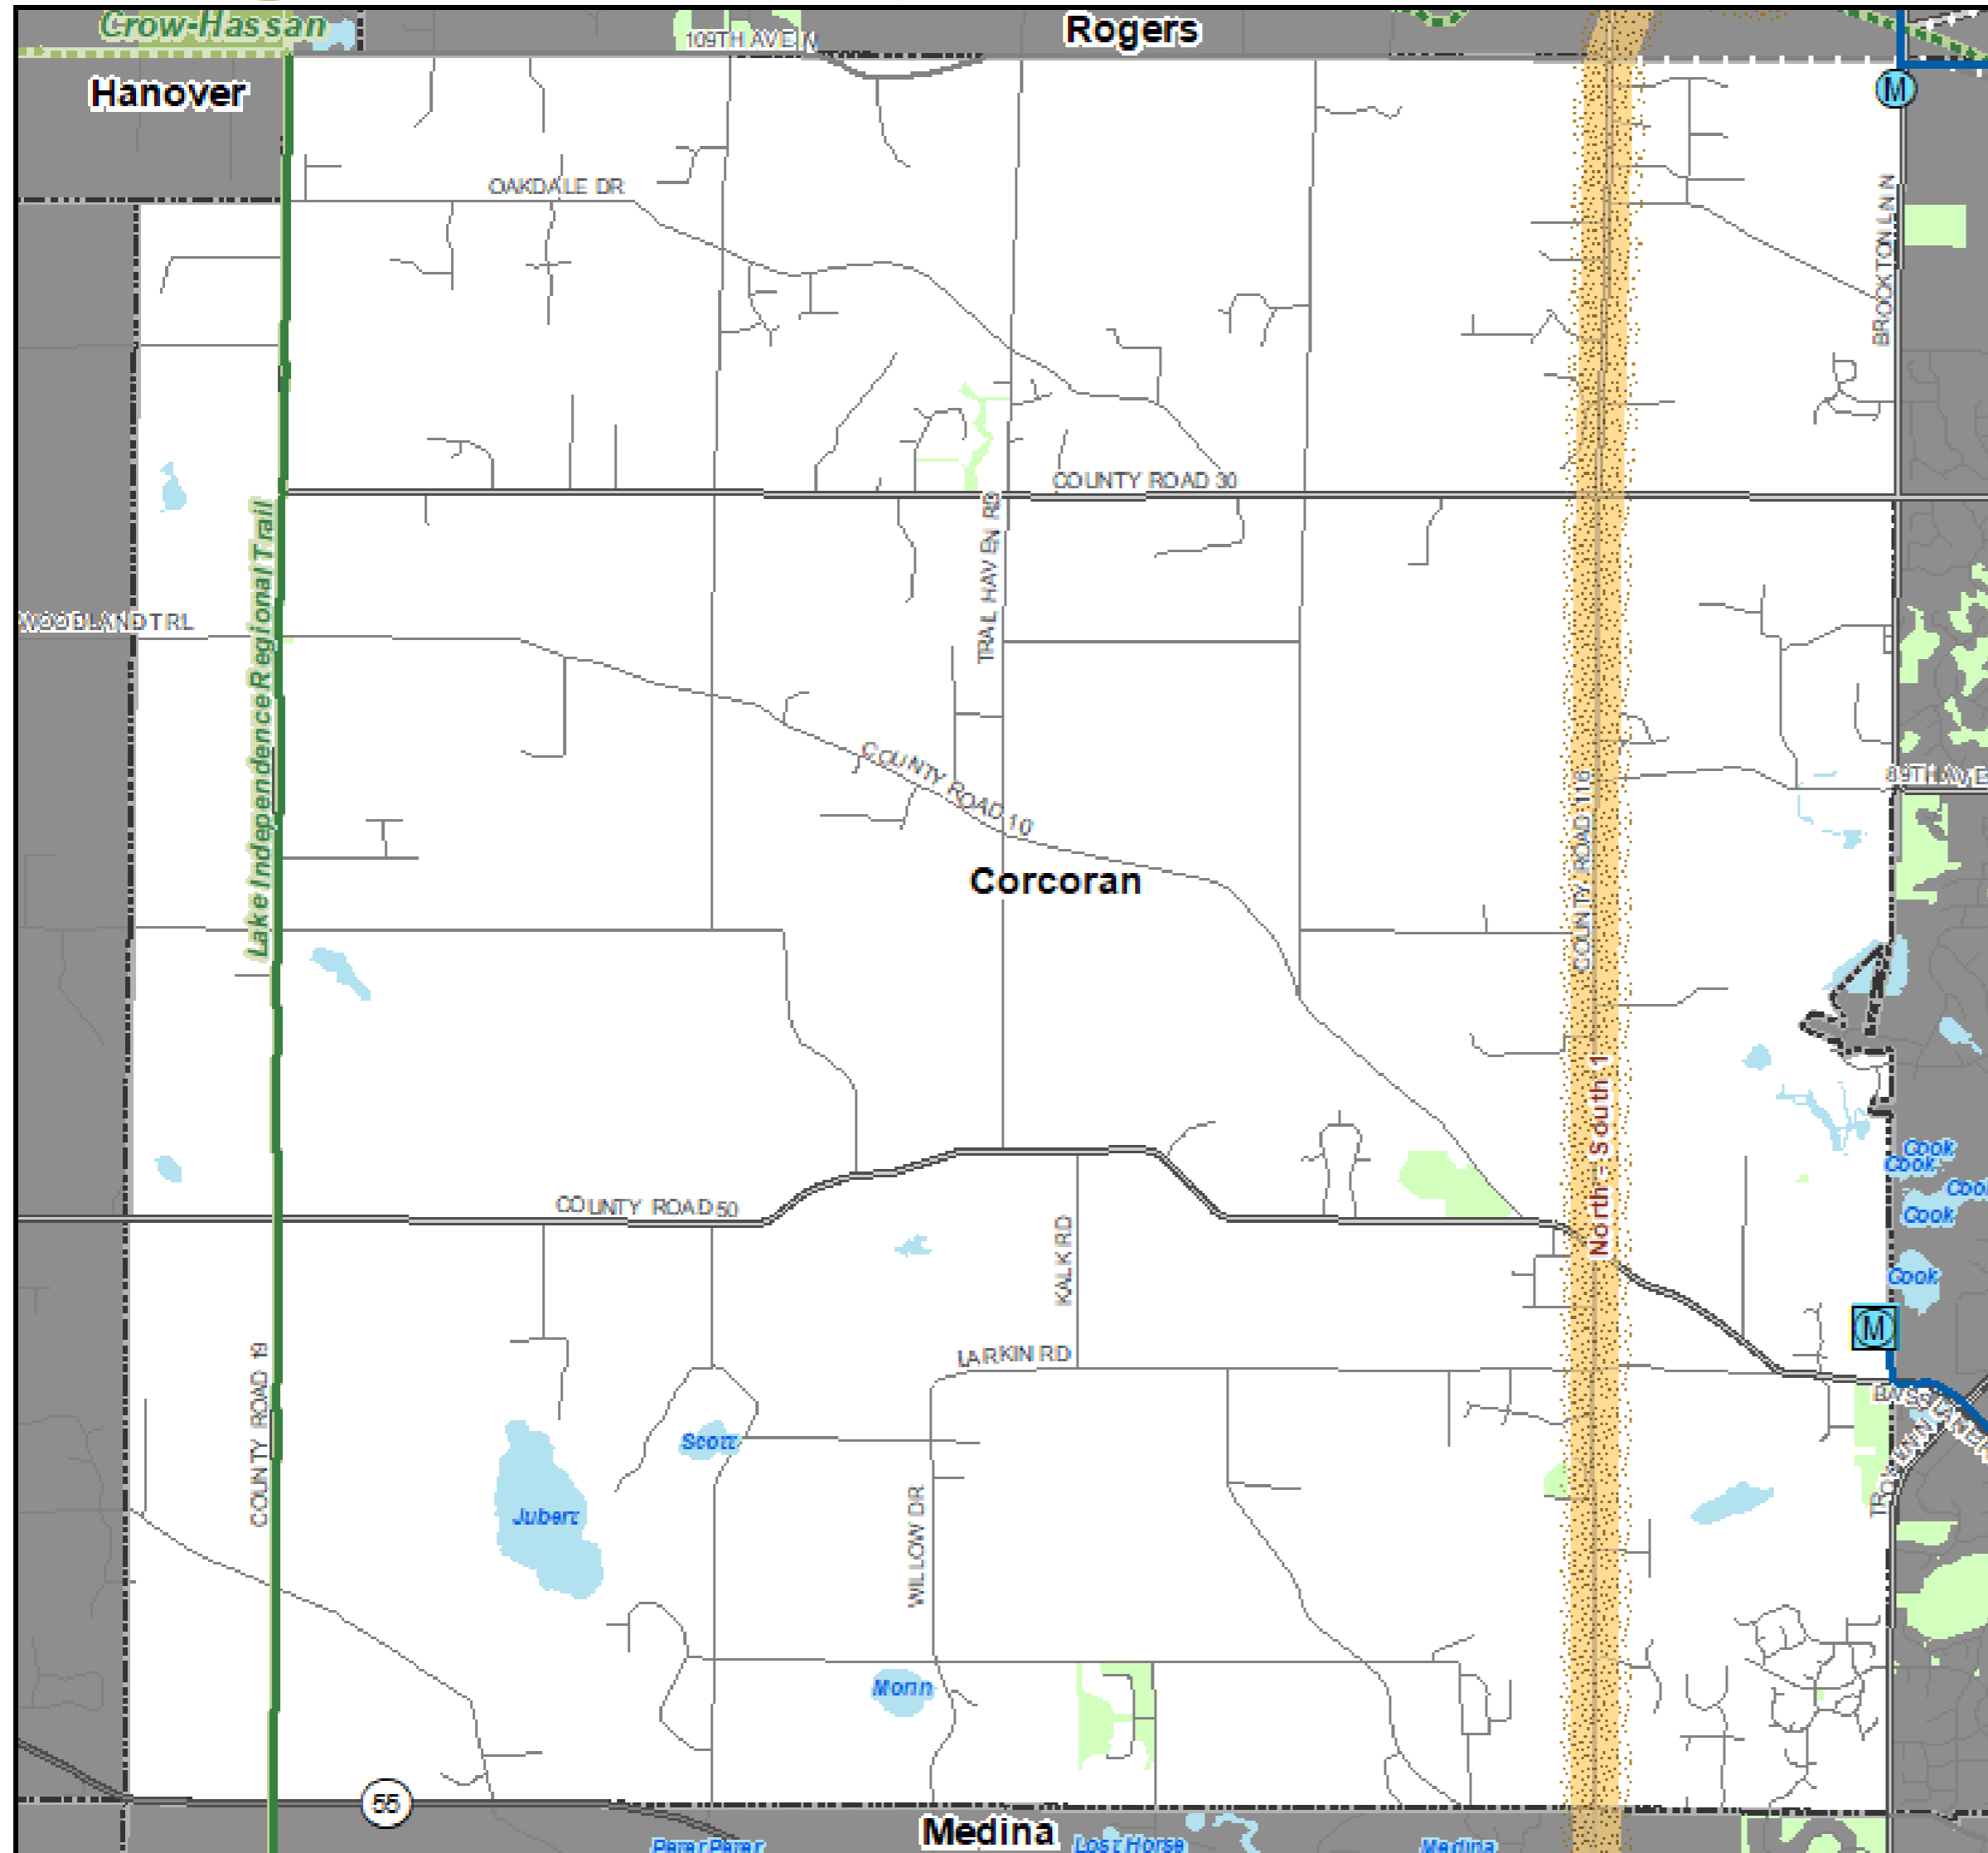 Crow-Hassan
109TH AVE N
Rogers
Hanover
M
OAKDALE DR
BROCKTON LN N
COUNTY ROAD 30
TRAIL HAVEN RD
Lake Independence Regional Trail
WOODLAND TRL
COUNTY ROAD 10
COUNTY ROAD 116
89TH AVE
Corcoran
North - South 1
Cook
Cook
Cook
Cook
COUNTY ROAD 50
KALK RD
Cook
M
LARKIN RD
COUNTY ROAD 19
Scott
Jubert
WILLOW DR
Morin
55
Medina
Peter Peter
Lost Horse
Medina